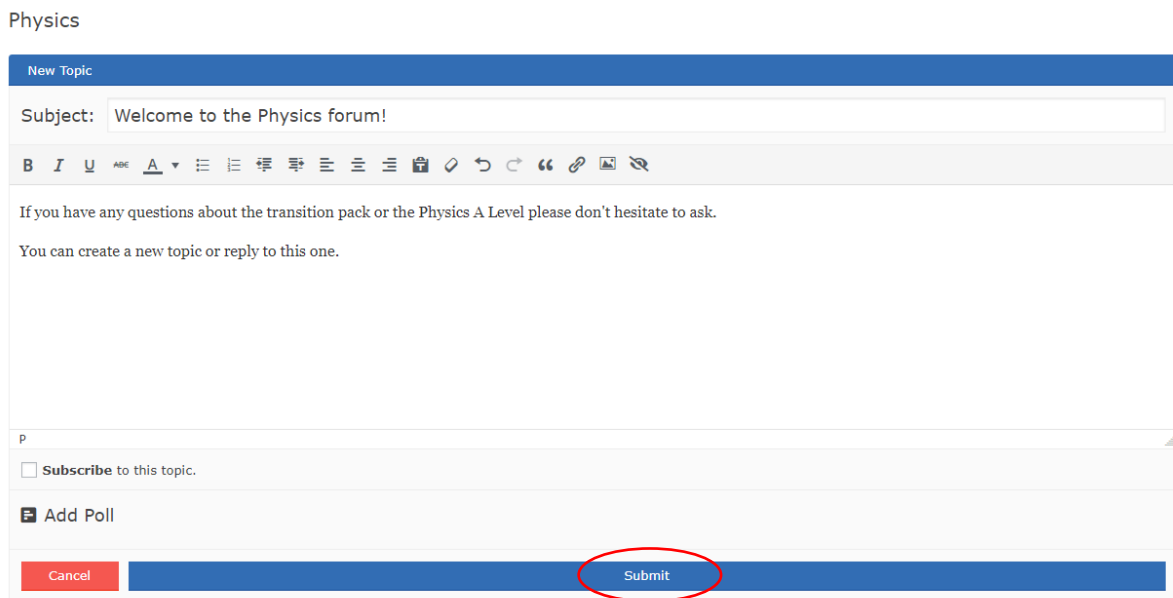 Physics
New Topic
Subject: Welcome to the Physics forum!
B I U ABC A
If you have any questions about the transition pack or the Physics A Level please don't hesitate to ask.
You can create a new topic or reply to this one.
P
Subscribe to this topic.
Add Poll
Cancel Submit